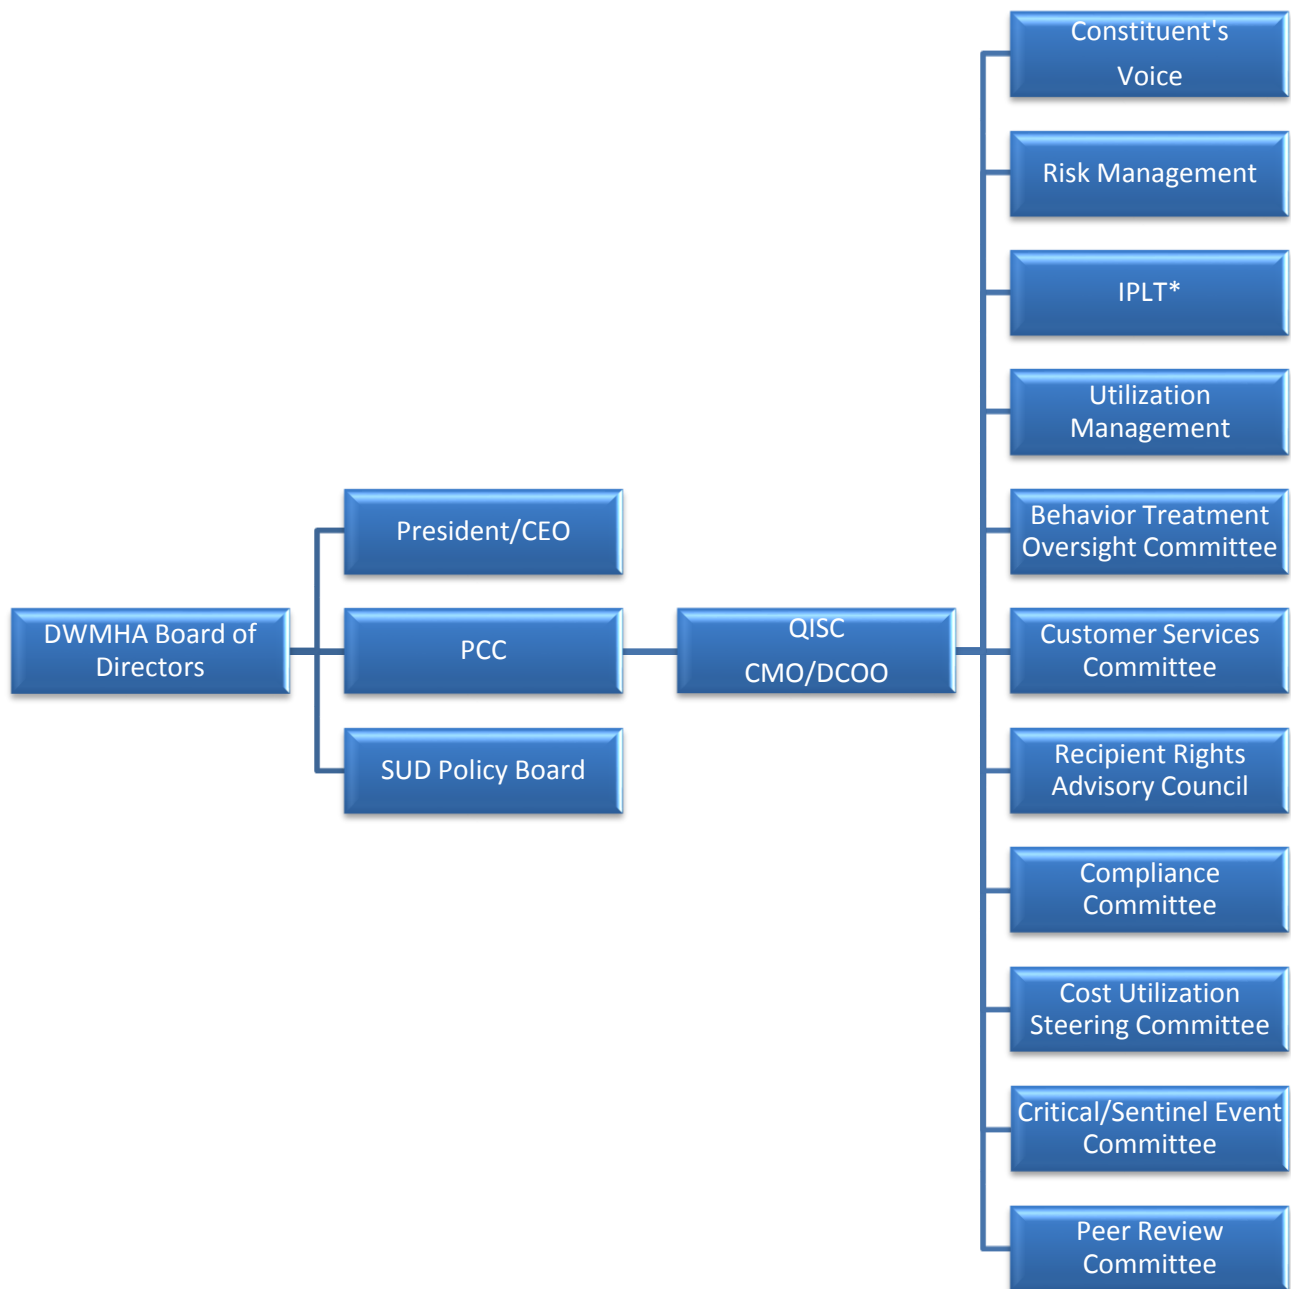 DWMHA Board of
Directors
President/CEO
PCC
SUD Policy Board
QISC
CMO/DCOO
Constituent's
Voice
Risk Management
IPLT*
Utilization
Management
Behavior Treatment
Oversight Committee
Customer Services
Committee
Recipient Rights
Advisory Council
Compliance
Committee
Cost Utilization
Steering Committee
Critical/Sentinel Event
Committee
Peer Review
Committee